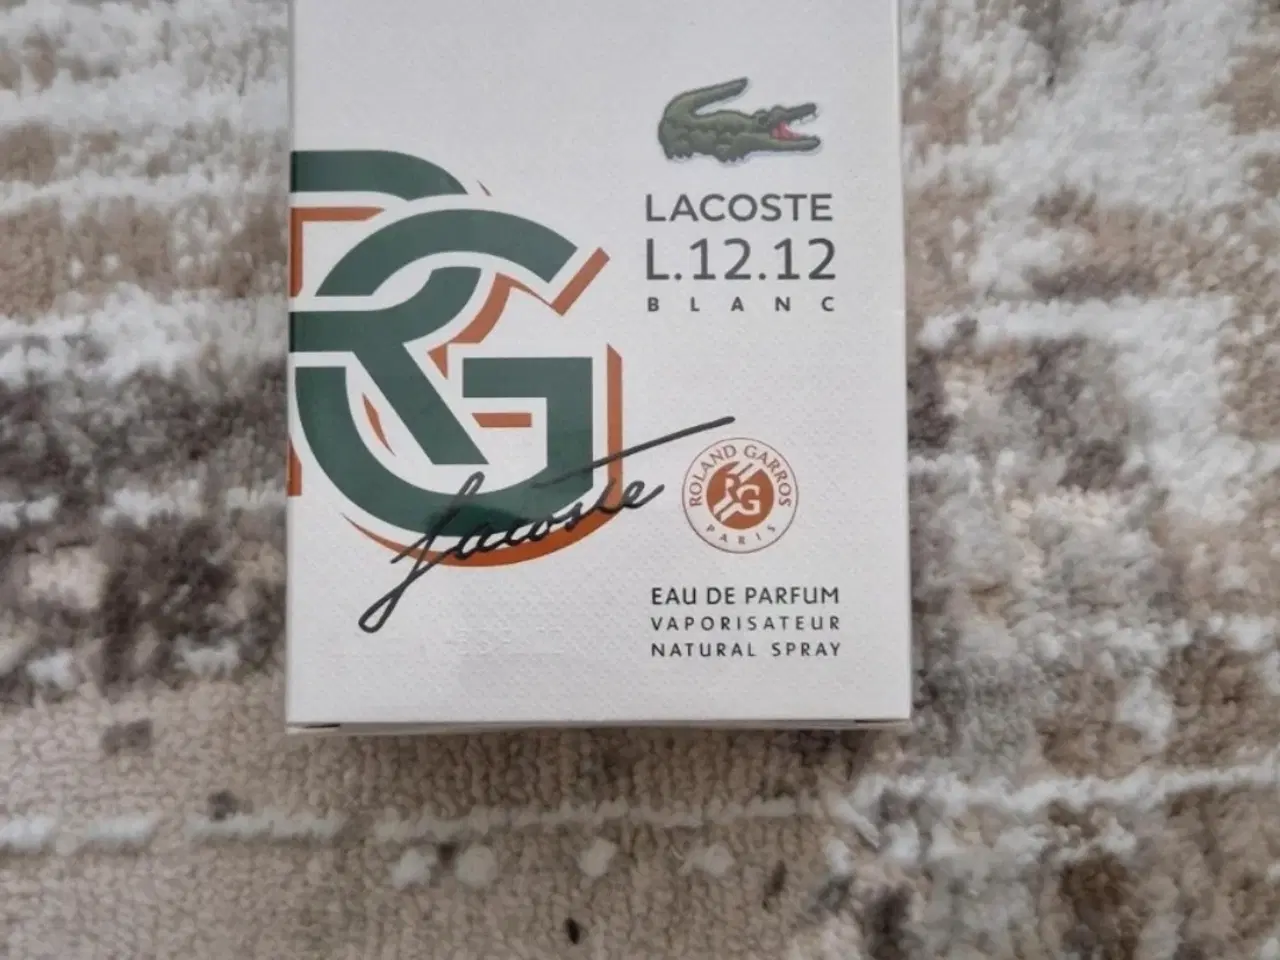 LACOSTE
L.12.12
BLANC
RG
Lacoste
ROLAND GARROS
RG
PARIS
EAU DE PARFUM
VAPORISATEUR
NATURAL SPRAY